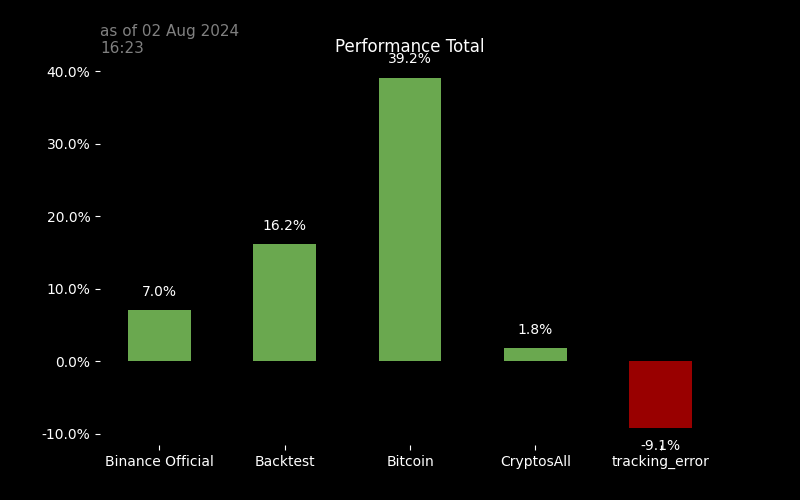 as of 02 Aug 2024
16:23
Performance Total
39.2%
40.0%
30.0%
20.0%
16.2%
10.0%
7.0%
1.8%
0.0%
-10.0%
-9.1%
Binance Official
Backtest
Bitcoin
CryptosAll
tracking_error